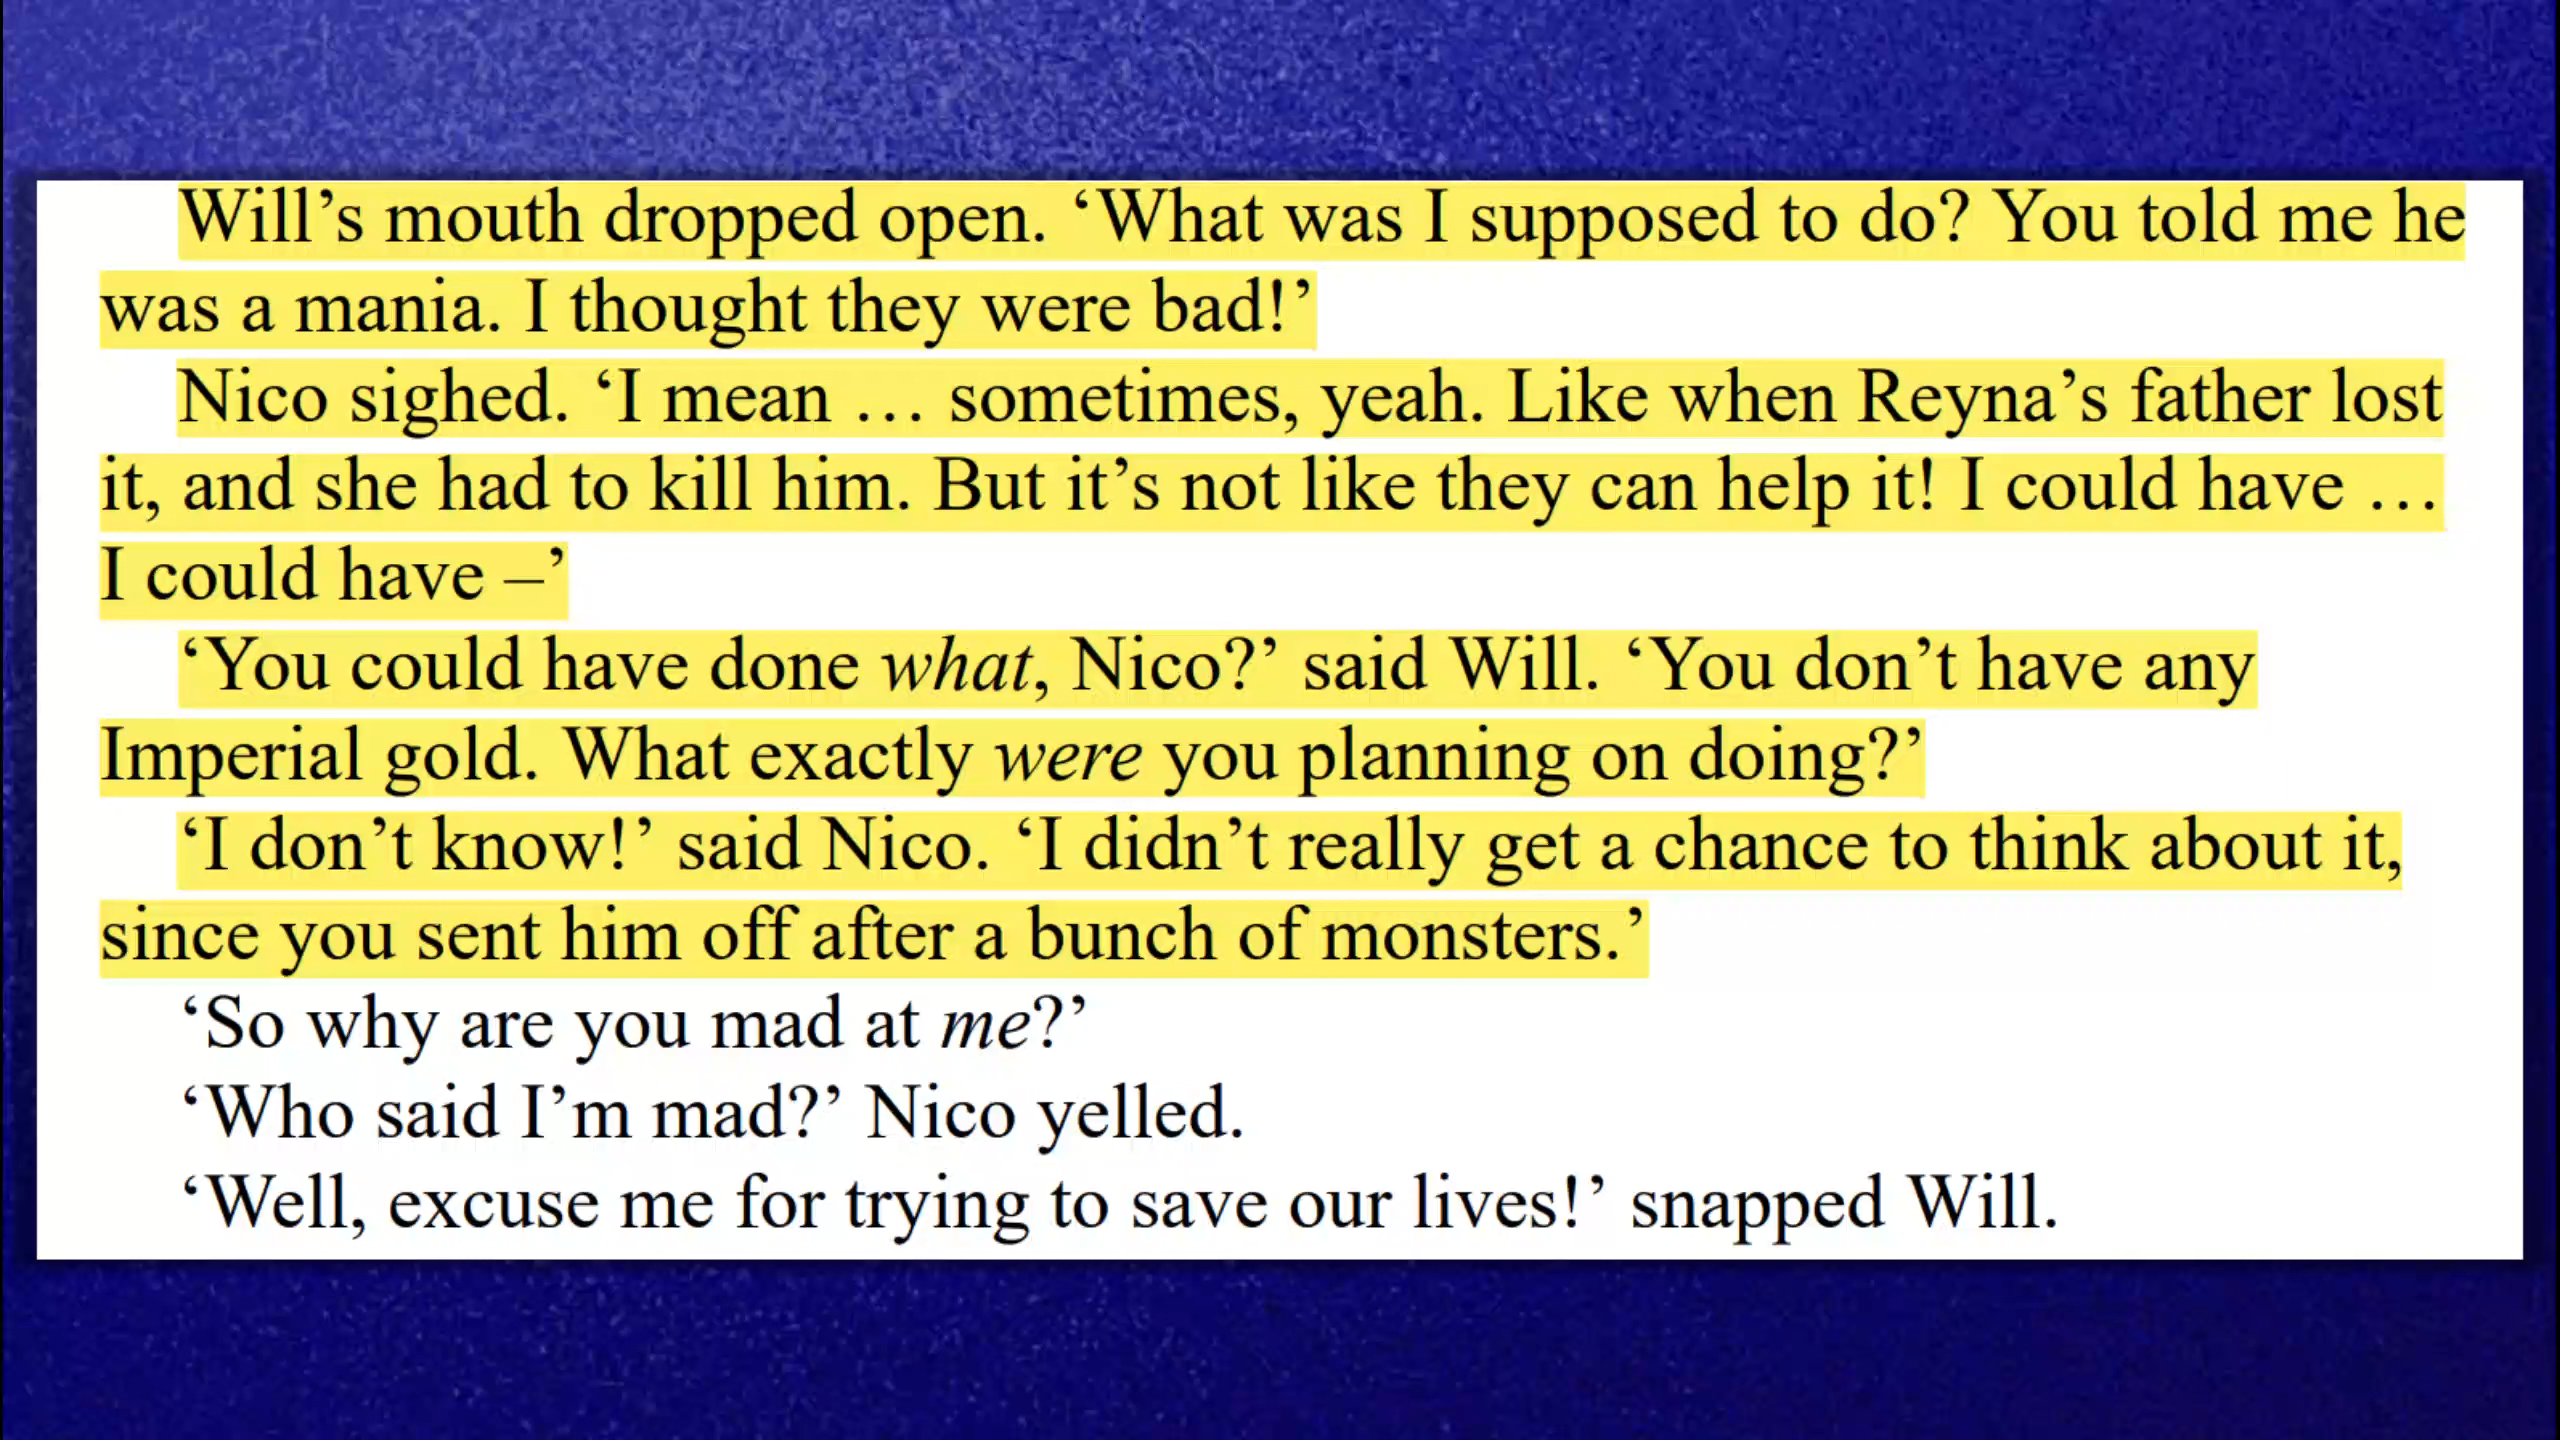 Will’s mouth dropped open. ‘What was I supposed to do? You told me he
was a mania. I thought they were bad!’
Nico sighed. ‘I mean … sometimes, yeah. Like when Reyna’s father lost
it, and she had to kill him. But it’s not like they can help it! I could have …
I could have –’
‘You could have done what, Nico?’ said Will. ‘You don’t have any
Imperial gold. What exactly were you planning on doing?’
‘I don’t know!’ said Nico. ‘I didn’t really get a chance to think about it,
since you sent him off after a bunch of monsters.’
‘So why are you mad at me?’
‘Who said I’m mad?’ Nico yelled.
‘Well, excuse me for trying to save our lives!’ snapped Will.